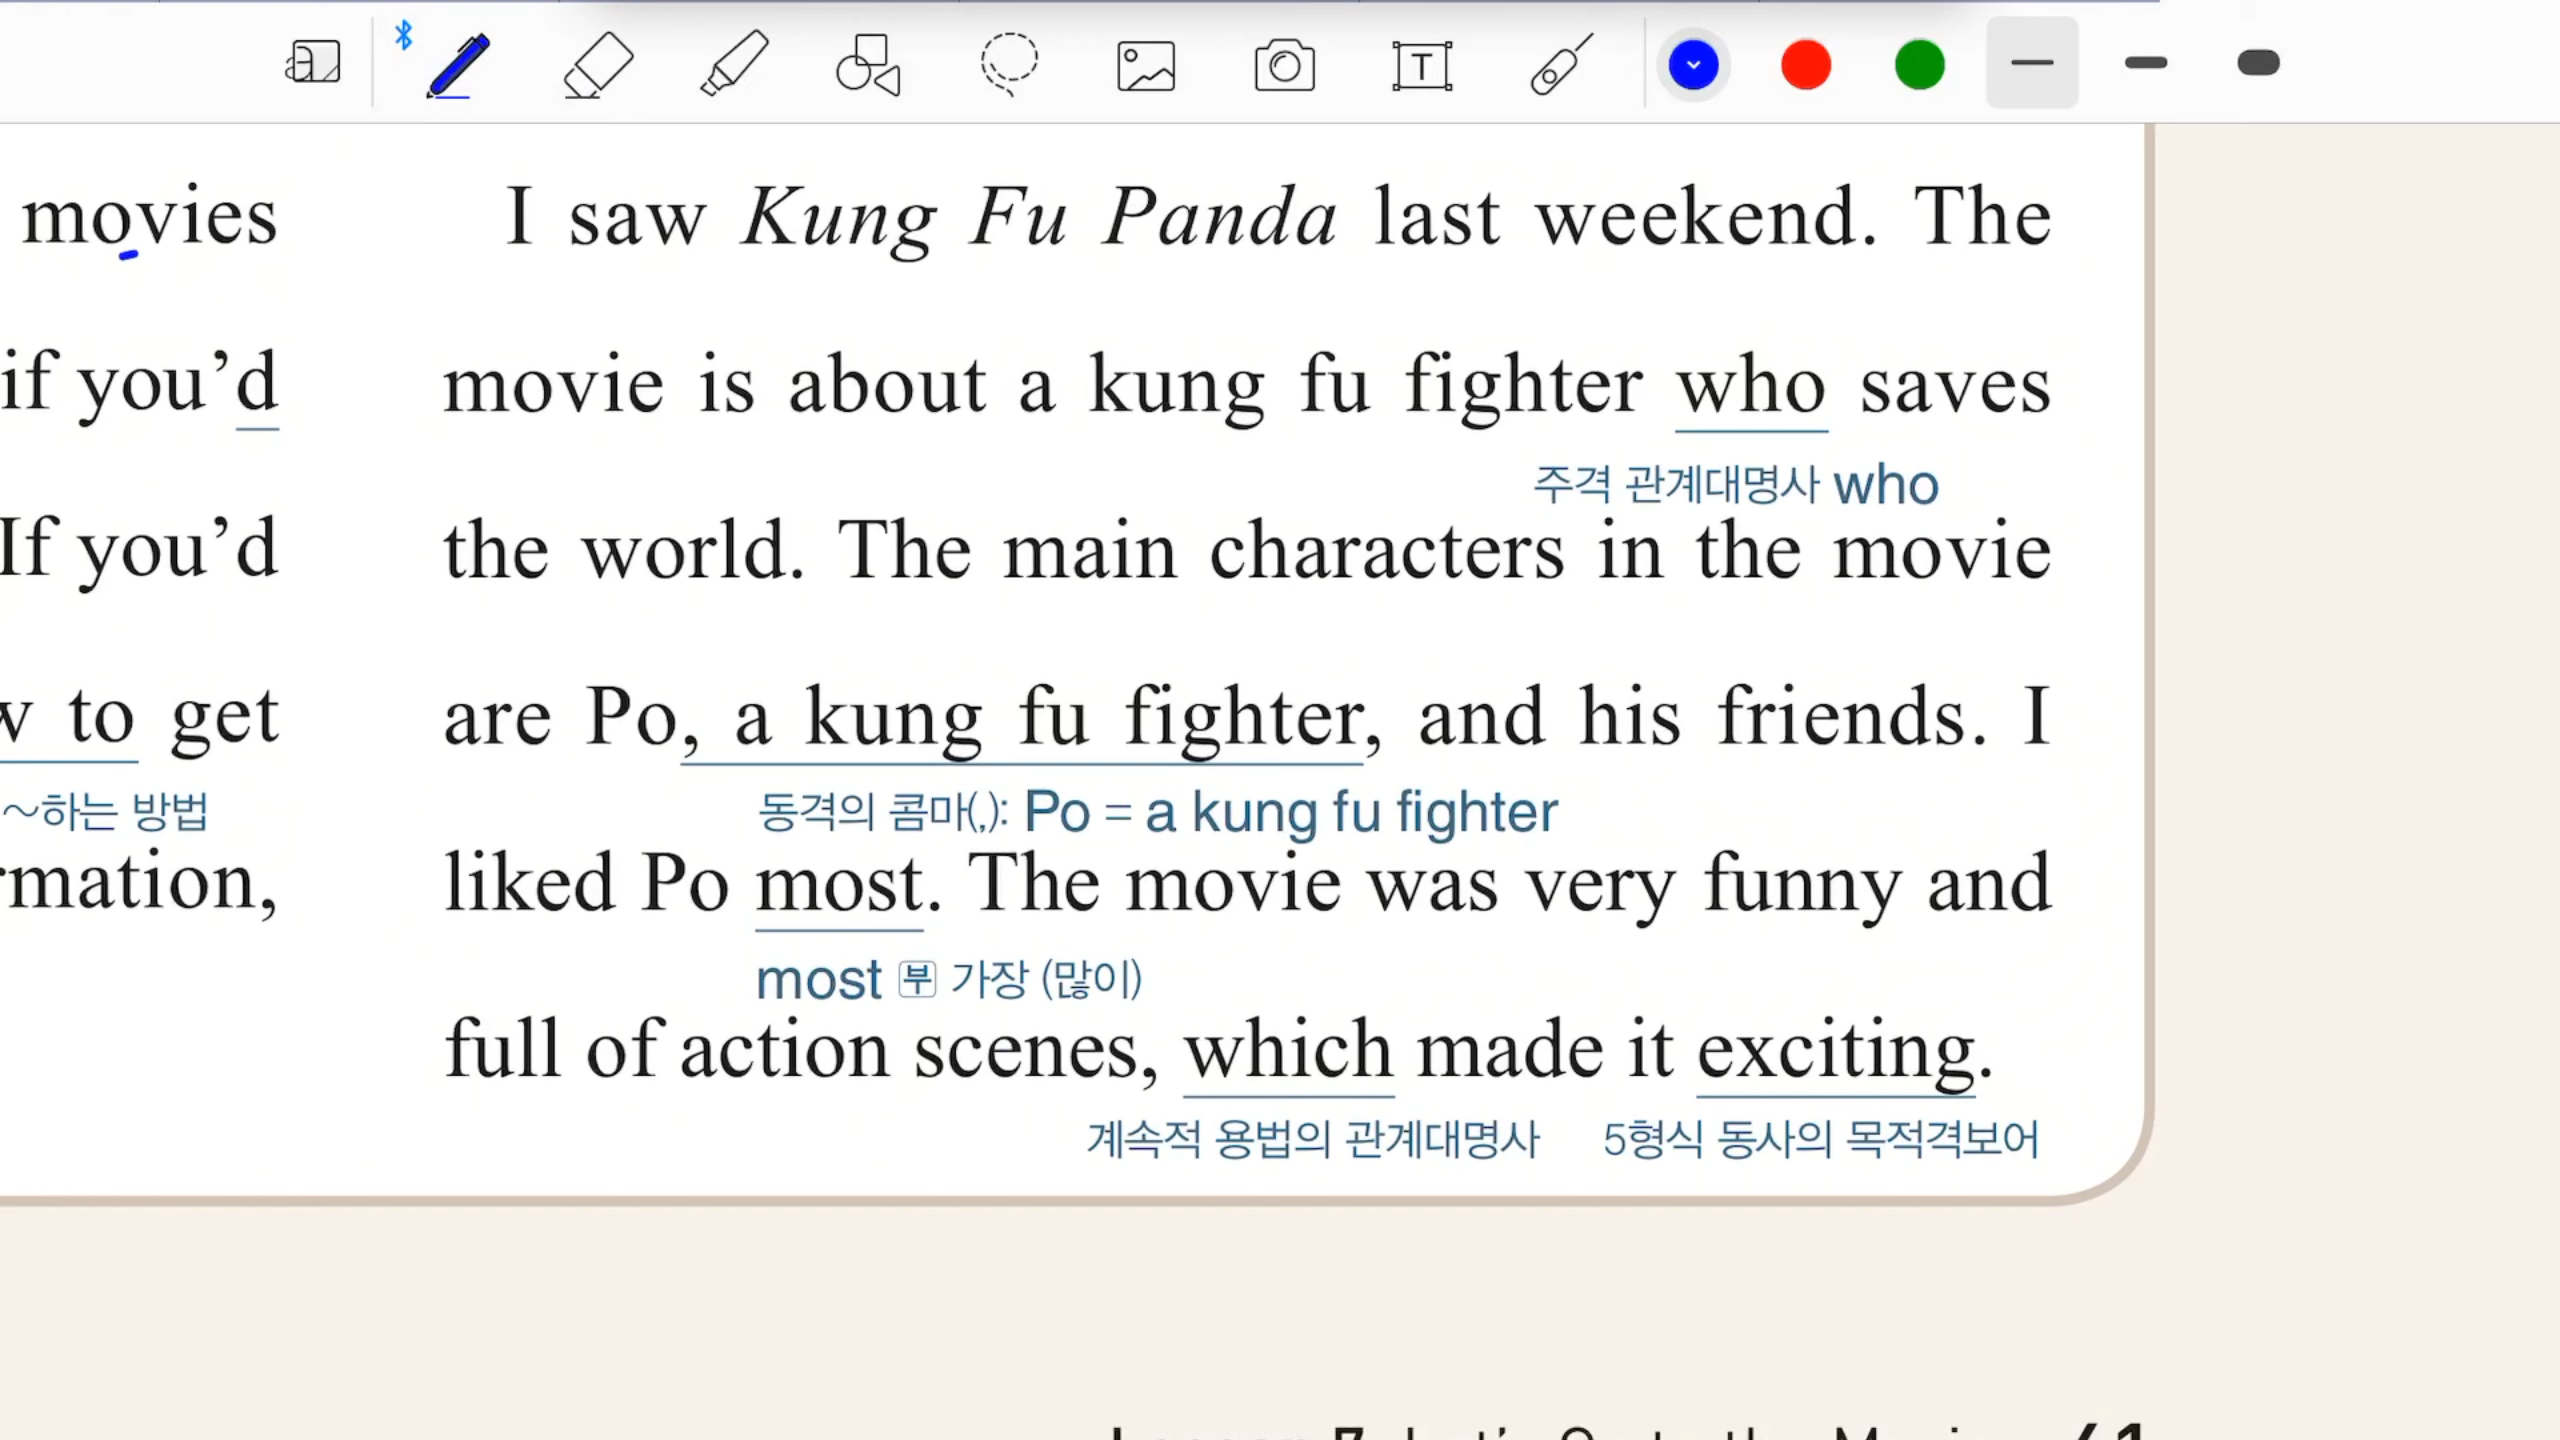 movies
if you’d
If you’d
w to get
~하는 방법
rmation,
I saw Kung Fu Panda last weekend. The
movie is about a kung fu fighter who saves
주격 관계대명사 who
the world. The main characters in the movie
are Po, a kung fu fighter, and his friends. I
동격의 콤마(,): Po = a kung fu fighter
liked Po most. The movie was very funny and
most 부 가장 (많이)
full of action scenes, which made it exciting.
계속적 용법의 관계대명사 5형식 동사의 목적격보어